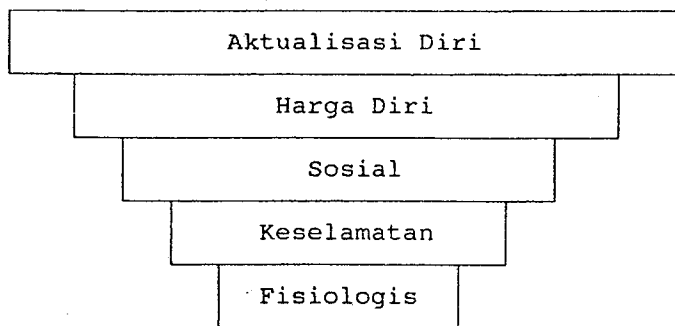 Aktualisasi Diri
Harga Diri
Sosial
Keselamatan
Fisiologis